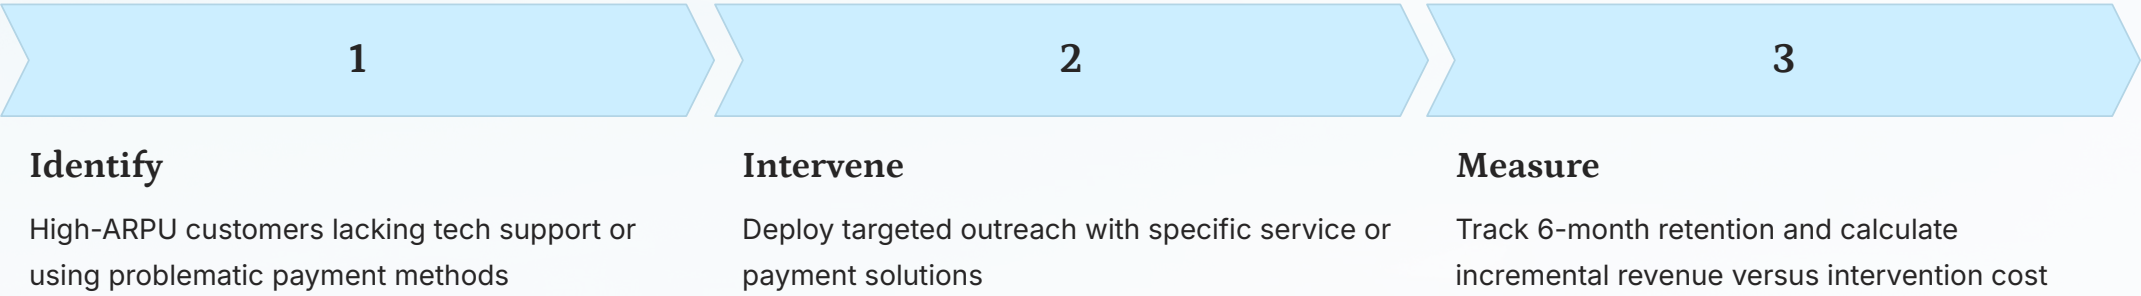 1
Identify
High-ARPU customers lacking tech support or
using problematic payment methods
2
Intervene
Deploy targeted outreach with specific service or
payment solutions
3
Measure
Track 6-month retention and calculate
incremental revenue versus intervention cost